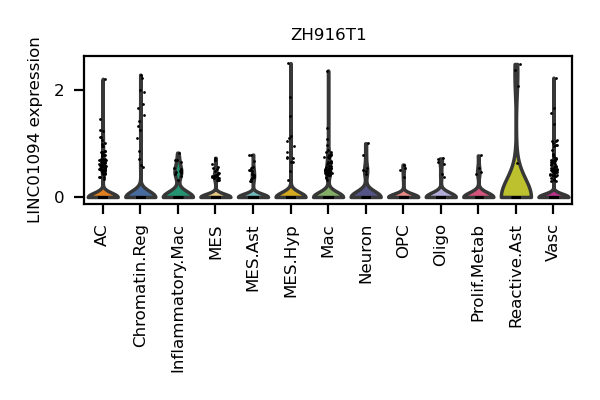 ZH916T1
LINC01094 expression
2
0
AC
Chromatin.Reg
Inflammatory.Mac
MES
MES.Ast
MES.Hyp
Mac
Neuron
OPC
Oligo
Prolif.Metab
Reactive.Ast
Vasc